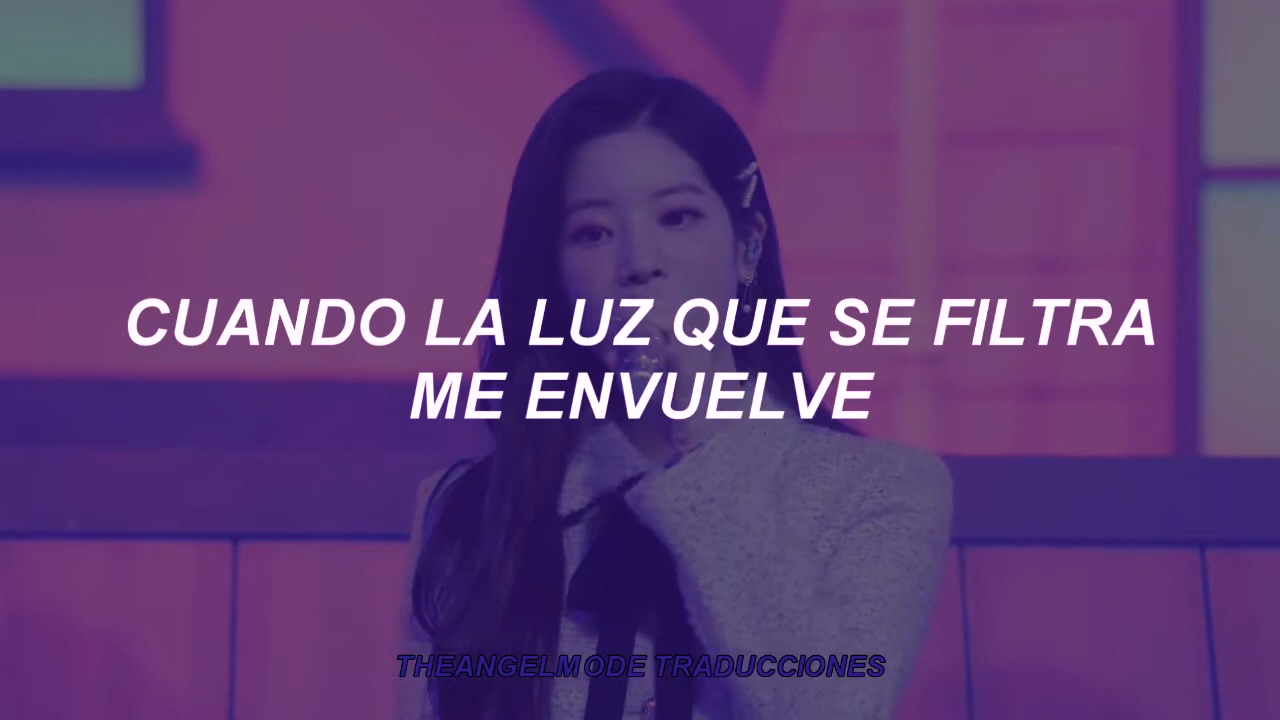 CUANDO LA LUZ QUE SE FILTRA
ME ENVUELVE
THEANGELMODE TRADUCCIONES